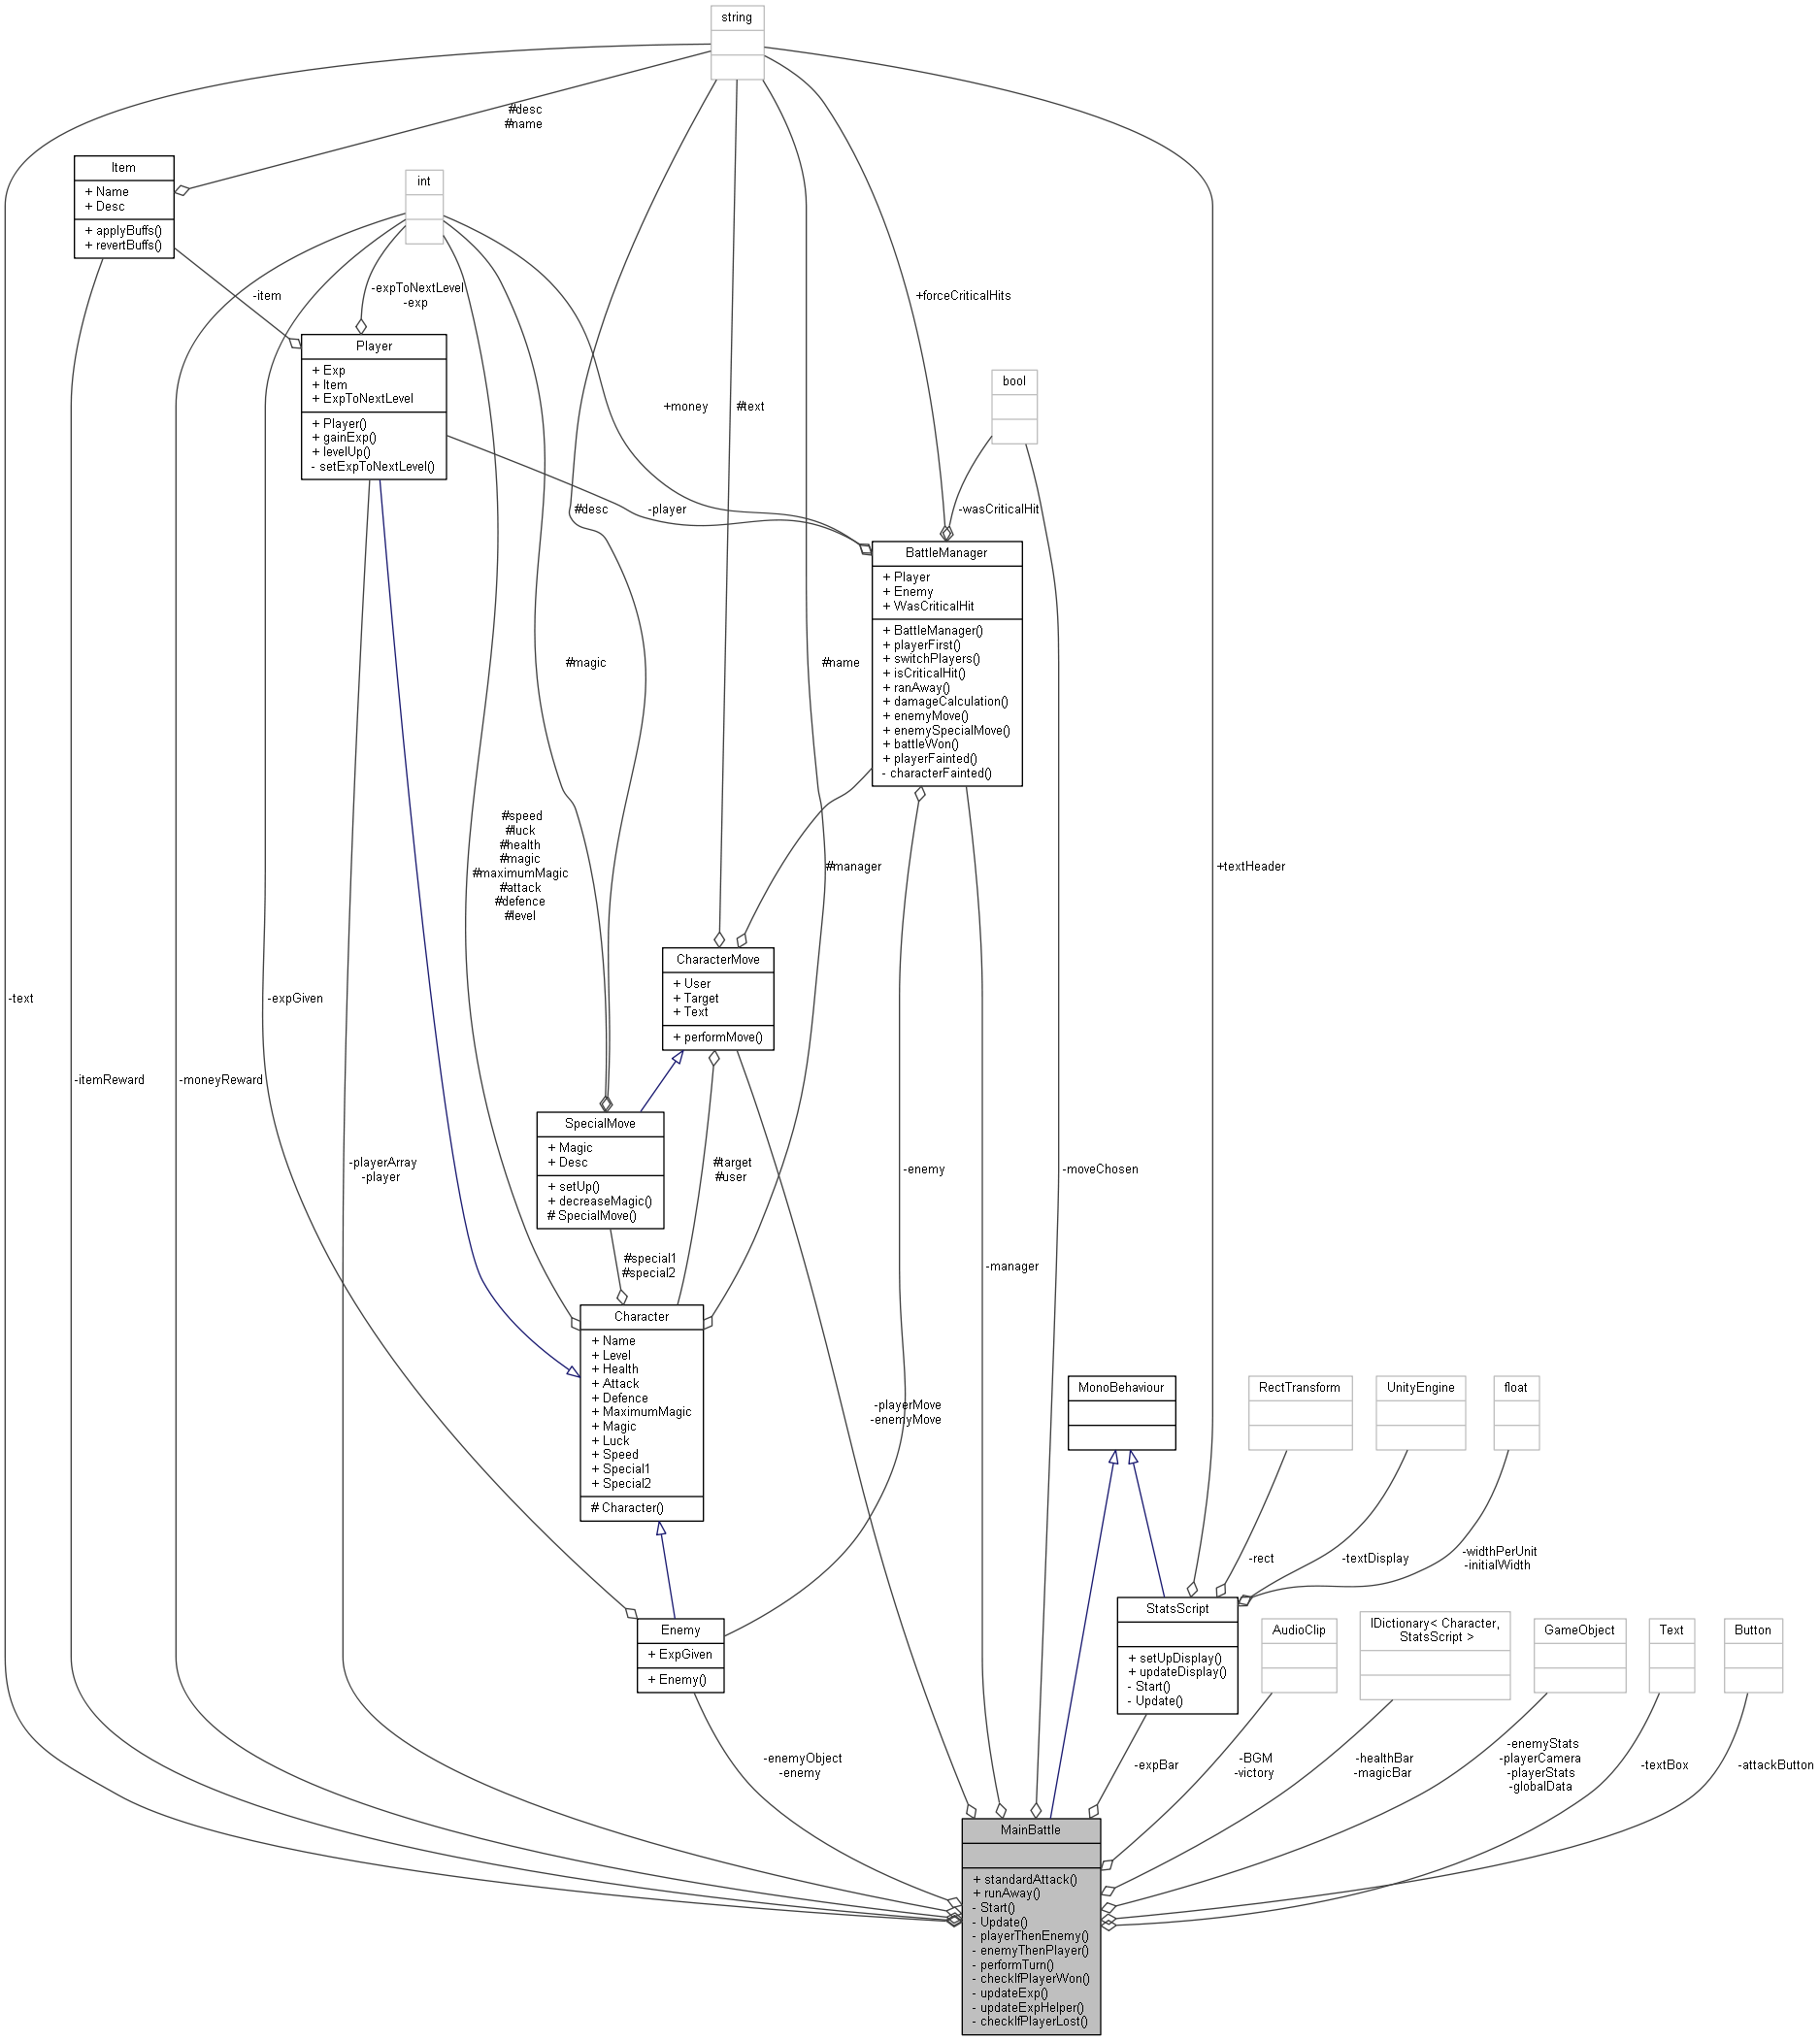 string
#desc
#name
Item
+ Name
+ Desc
+ applyBuffs()
+ revertBuffs()
int
-item
-expToNextLevel
-exp
+forceCriticalHits
Player
+ Exp
+ Item
+ ExpToNextLevel
+ Player()
+ gainExp()
+ levelUp()
- setExpToNextLevel()
+money
#text
bool
#desc
-player
-wasCriticalHit
BattleManager
+ Player
+ Enemy
+ WasCriticalHit
+ BattleManager()
+ playerFirst()
+ switchPlayers()
+ isCriticalHit()
+ ranAway()
+ damageCalculation()
+ enemyMove()
+ enemySpecialMove()
+ battleWon()
+ playerFainted()
- characterFainted()
#magic
#name
#speed
#luck
#health
#magic
#maximumMagic
#attack
#defence
#level
#manager
+textHeader
CharacterMove
+ User
+ Target
+ Text
+ performMove()
-text
-expGiven
-itemReward
-moneyReward
SpecialMove
+ Magic
+ Desc
+ setUp()
+ decreaseMagic()
# SpecialMove()
-playerArray
-player
#target
#user
-enemy
-moveChosen
#special1
#special2
-manager
Character
+ Name
+ Level
+ Health
+ Attack
+ Defence
+ MaximumMagic
+ Magic
+ Luck
+ Speed
+ Special1
+ Special2
# Character()
-playerMove
-enemyMove
MonoBehaviour
RectTransform
UnityEngine
float
-rect
-textDisplay
-widthPerUnit
-initialWidth
Enemy
+ ExpGiven
+ Enemy()
StatsScript
+ setUpDisplay()
+ updateDisplay()
- Start()
- Update()
AudioClip
IDictionary< Character,
StatsScript >
GameObject
Text
Button
-enemyObject
-enemy
-expBar
-BGM
-victory
-healthBar
-magicBar
-enemyStats
-playerCamera
-playerStats
-globalData
-textBox
-attackButton
MainBattle
+ standardAttack()
+ runAway()
- Start()
- Update()
- playerThenEnemy()
- enemyThenPlayer()
- performTurn()
- checkIfPlayerWon()
- updateExp()
- updateExpHelper()
- checkIfPlayerLost()